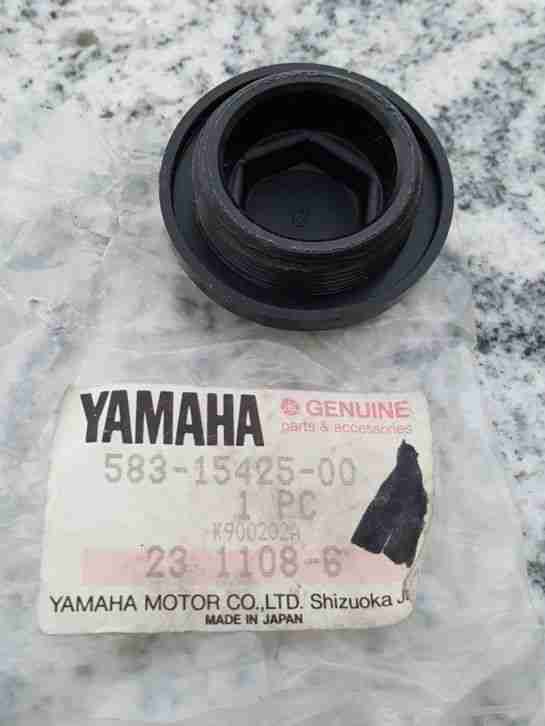 YAMAHA GENUINE
parts & accessories
583-15425-00
1 PC
K900202A
23 1108-6
YAMAHA MOTOR CO.,LTD. Shizuoka
MADE IN JAPAN